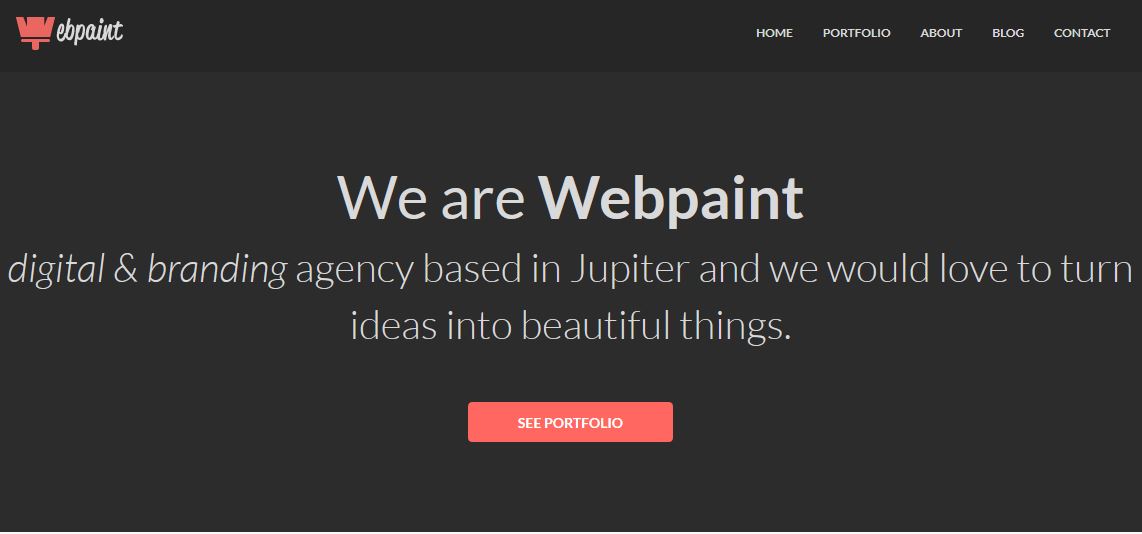 Webpaint
HOME PORTFOLIO ABOUT BLOG CONTACT
We are Webpaint
digital & branding agency based in Jupiter and we would love to turn
ideas into beautiful things.
SEE PORTFOLIO